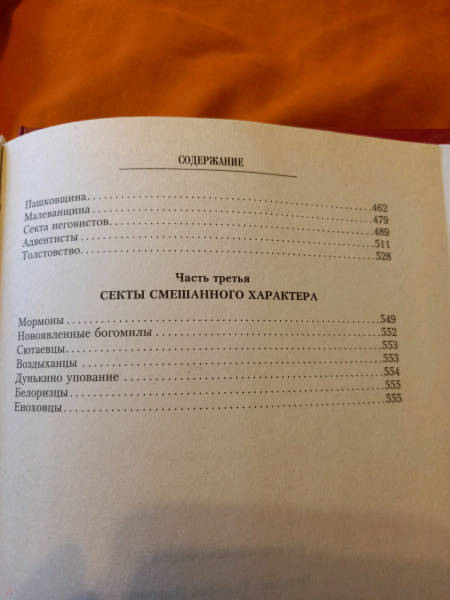 СОДЕРЖАНИЕ
Пашковщина. 462
Малеванщина 479
Секта иеговистов. 489
Адвентисты 511
Толстовство. 528
Часть третья
СЕКТЫ СМЕШАННОГО ХАРАКТЕРА
Мормоны 549
Новоявленные богомилы 552
Сютаевцы 553
Воздыханцы 553
Дунькино упование 554
Белоризцы 555
Еноховцы 555